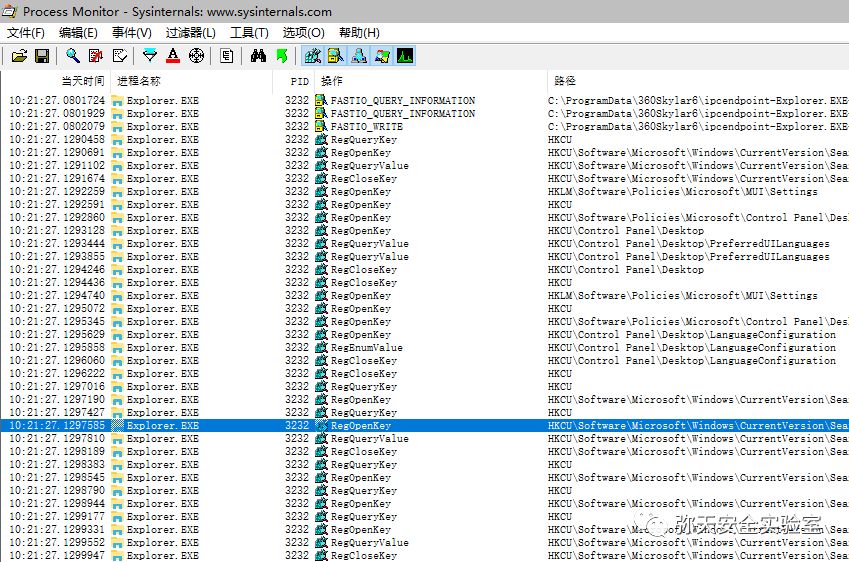 Process Monitor - Sysinternals: www.sysinternals.com
文件(F) 编辑(E) 事件(V) 过滤器(L) 工具(T) 选项(O) 帮助(H)
当天时间 进程名称 PID 操作 路径
10:21:27.0801724 Explorer.EXE 3232 FASTIO_QUERY_INFORMATION C:\ProgramData\360Skylar6\ipcendpoint-Explorer.EXE-
10:21:27.0801929 Explorer.EXE 3232 FASTIO_QUERY_INFORMATION C:\ProgramData\360Skylar6\ipcendpoint-Explorer.EXE-
10:21:27.0802079 Explorer.EXE 3232 FASTIO_WRITE C:\ProgramData\360Skylar6\ipcendpoint-Explorer.EXE-
10:21:27.1290458 Explorer.EXE 3232 RegQueryKey HKCU
10:21:27.1290691 Explorer.EXE 3232 RegOpenKey HKCU\Software\Microsoft\Windows\CurrentVersion\Sea
10:21:27.1291102 Explorer.EXE 3232 RegQueryValue HKCU\Software\Microsoft\Windows\CurrentVersion\Sea
10:21:27.1291674 Explorer.EXE 3232 RegCloseKey HKCU\Software\Microsoft\Windows\CurrentVersion\Sea
10:21:27.1292259 Explorer.EXE 3232 RegOpenKey HKLM\Software\Policies\Microsoft\MUI\Settings
10:21:27.1292591 Explorer.EXE 3232 RegOpenKey HKCU
10:21:27.1292860 Explorer.EXE 3232 RegOpenKey HKCU\Software\Policies\Microsoft\Control Panel\Des
10:21:27.1293128 Explorer.EXE 3232 RegOpenKey HKCU\Control Panel\Desktop
10:21:27.1293444 Explorer.EXE 3232 RegQueryValue HKCU\Control Panel\Desktop\PreferredUILanguages
10:21:27.1293855 Explorer.EXE 3232 RegQueryValue HKCU\Control Panel\Desktop\PreferredUILanguages
10:21:27.1294246 Explorer.EXE 3232 RegCloseKey HKCU\Control Panel\Desktop
10:21:27.1294436 Explorer.EXE 3232 RegCloseKey HKCU
10:21:27.1294740 Explorer.EXE 3232 RegOpenKey HKLM\Software\Policies\Microsoft\MUI\Settings
10:21:27.1295072 Explorer.EXE 3232 RegOpenKey HKCU
10:21:27.1295345 Explorer.EXE 3232 RegOpenKey HKCU\Software\Policies\Microsoft\Control Panel\Des
10:21:27.1295629 Explorer.EXE 3232 RegOpenKey HKCU\Control Panel\Desktop\LanguageConfiguration
10:21:27.1295858 Explorer.EXE 3232 RegEnumValue HKCU\Control Panel\Desktop\LanguageConfiguration
10:21:27.1296060 Explorer.EXE 3232 RegCloseKey HKCU\Control Panel\Desktop\LanguageConfiguration
10:21:27.1296222 Explorer.EXE 3232 RegCloseKey HKCU
10:21:27.1297016 Explorer.EXE 3232 RegQueryKey HKCU
10:21:27.1297190 Explorer.EXE 3232 RegOpenKey HKCU\Software\Microsoft\Windows\CurrentVersion\Sea
10:21:27.1297427 Explorer.EXE 3232 RegQueryKey HKCU
10:21:27.1297585 Explorer.EXE 3232 RegOpenKey HKCU\Software\Microsoft\Windows\CurrentVersion\Sea
10:21:27.1297810 Explorer.EXE 3232 RegQueryValue HKCU\Software\Microsoft\Windows\CurrentVersion\Sea
10:21:27.1298189 Explorer.EXE 3232 RegCloseKey HKCU\Software\Microsoft\Windows\CurrentVersion\Sea
10:21:27.1298383 Explorer.EXE 3232 RegQueryKey HKCU
10:21:27.1298545 Explorer.EXE 3232 RegOpenKey HKCU\Software\Microsoft\Windows\CurrentVersion\Sea
10:21:27.1298790 Explorer.EXE 3232 RegQueryKey HKCU
10:21:27.1298944 Explorer.EXE 3232 RegOpenKey HKCU\Software\Microsoft\Windows\CurrentVersion\Sea
10:21:27.1299177 Explorer.EXE 3232 RegQueryKey HKCU
10:21:27.1299331 Explorer.EXE 3232 RegOpenKey HKCU\Software\Microsoft\Windows\CurrentVersion\Sea
10:21:27.1299552 Explorer.EXE 3232 RegQueryValue HKCU\Software\Microsoft\Windows\CurrentVersion\Sea
10:21:27.1299947 Explorer.EXE 3232 RegCloseKey HKCU\Software\Microsoft\Windows\CurrentVersion\Sea
弥天安全实验室